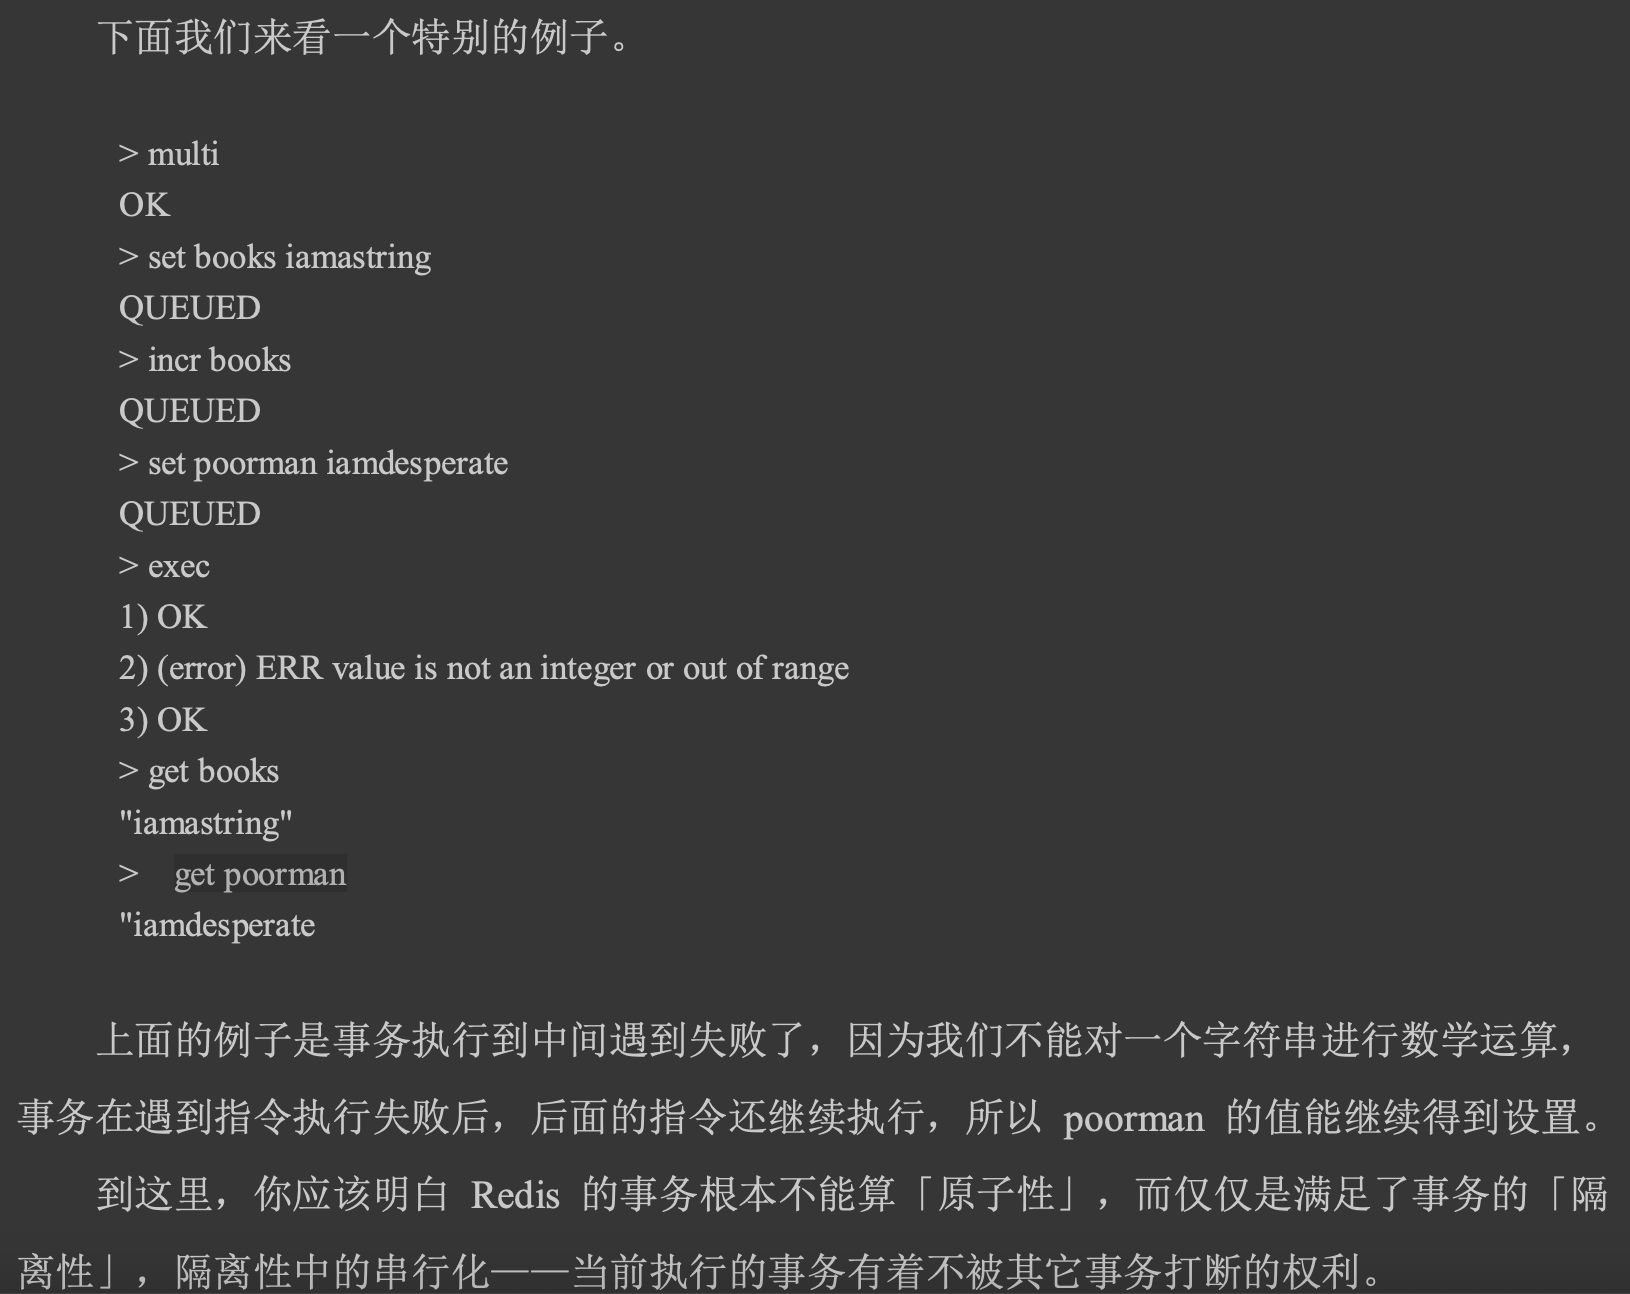 下面我们来看一个特别的例子。
> multi
OK
> set books iamastring
QUEUED
> incr books
QUEUED
> set poorman iamdesperate
QUEUED
> exec
1) OK
2) (error) ERR value is not an integer or out of range
3) OK
> get books
"iamastring"
> get poorman
"iamdesperate
上面的例子是事务执行到中间遇到失败了，因为我们不能对一个字符串进行数学运算，
事务在遇到指令执行失败后，后面的指令还继续执行，所以 poorman 的值能继续得到设置。
到这里，你应该明白 Redis 的事务根本不能算「原子性」，而仅仅是满足了事务的「隔
离性」，隔离性中的串行化——当前执行的事务有着不被其它事务打断的权利。